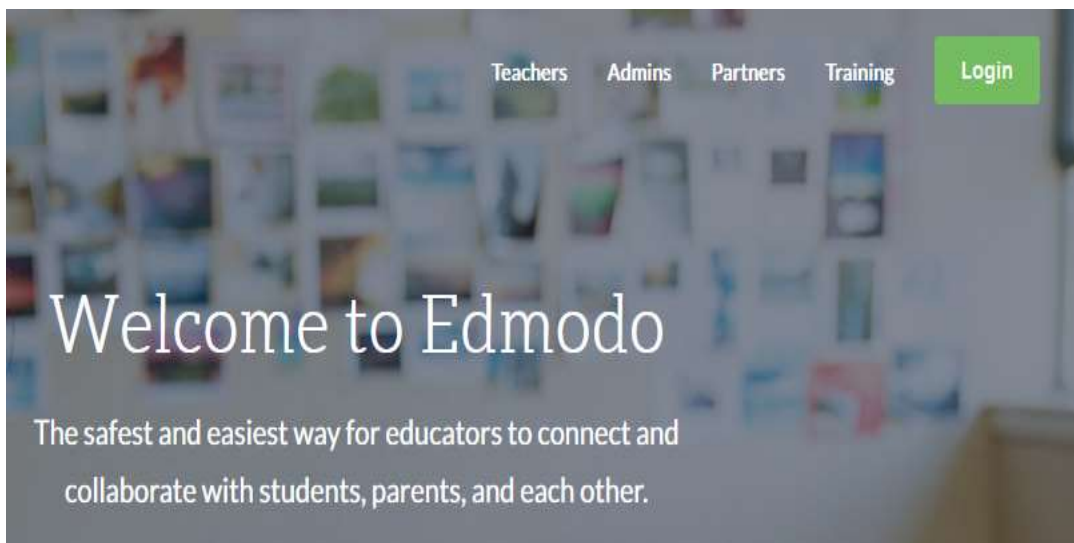 Teachers Admins Partners Training Login
Welcome to Edmodo
The safest and easiest way for educators to connect and
collaborate with students, parents, and each other.